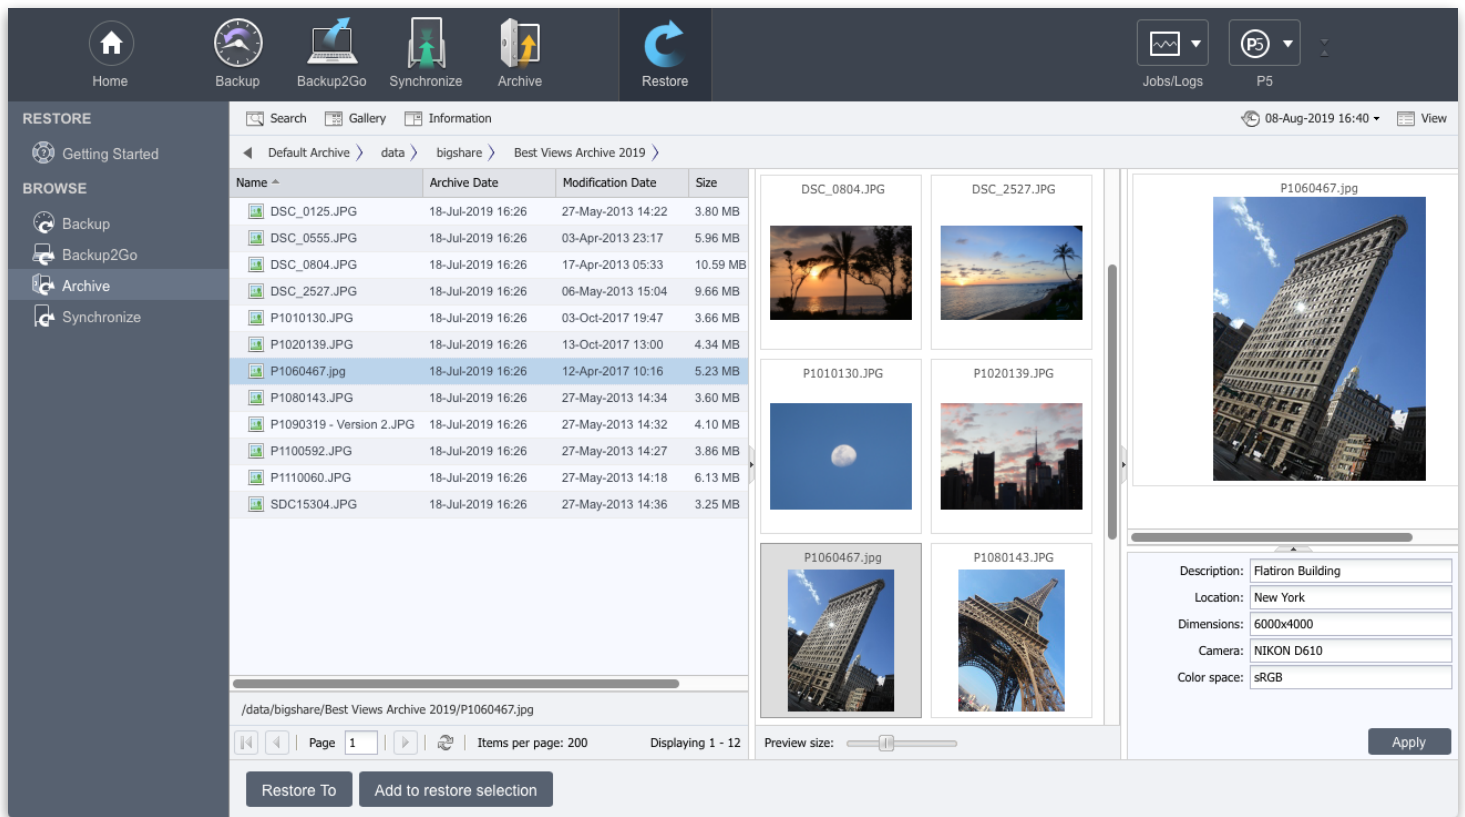 Home
Backup
Backup2Go
Synchronize
Archive
Restore
Jobs/Logs
P5
P5
RESTORE
Getting Started
BROWSE
Backup
Backup2Go
Archive
Synchronize
Search Gallery Information
08-Aug-2019 16:40 View
Default Archive data bigshare Best Views Archive 2019
Name Archive Date Modification Date Size
DSC_0125.JPG 18-Jul-2019 16:26 27-May-2013 14:22 3.80 MB
DSC_0555.JPG 18-Jul-2019 16:26 03-Apr-2013 23:17 5.96 MB
DSC_0804.JPG 18-Jul-2019 16:26 17-Apr-2013 05:33 10.59 MB
DSC_2527.JPG 18-Jul-2019 16:26 06-May-2013 15:04 9.66 MB
P1010130.JPG 18-Jul-2019 16:26 03-Oct-2017 19:47 3.66 MB
P1020139.JPG 18-Jul-2019 16:26 13-Oct-2017 13:00 4.34 MB
P1060467.jpg 18-Jul-2019 16:26 12-Apr-2017 10:16 5.23 MB
P1080143.JPG 18-Jul-2019 16:26 27-May-2013 14:34 3.60 MB
P1090319 - Version 2.JPG 18-Jul-2019 16:26 27-May-2013 14:32 4.10 MB
P1100592.JPG 18-Jul-2019 16:26 27-May-2013 14:27 3.86 MB
P1110060.JPG 18-Jul-2019 16:26 27-May-2013 14:18 6.13 MB
SDC15304.JPG 18-Jul-2019 16:26 27-May-2013 14:36 3.25 MB
/data/bigshare/Best Views Archive 2019/P1060467.jpg
Page 1 Items per page: 200 Displaying 1 - 12
DSC_0804.JPG DSC_2527.JPG
P1010130.JPG P1020139.JPG
P1060467.jpg P1080143.JPG
Preview size:
P1060467.jpg
Description: Flatiron Building
Location: New York
Dimensions: 6000x4000
Camera: NIKON D610
Color space: sRGB
Apply
Restore To Add to restore selection